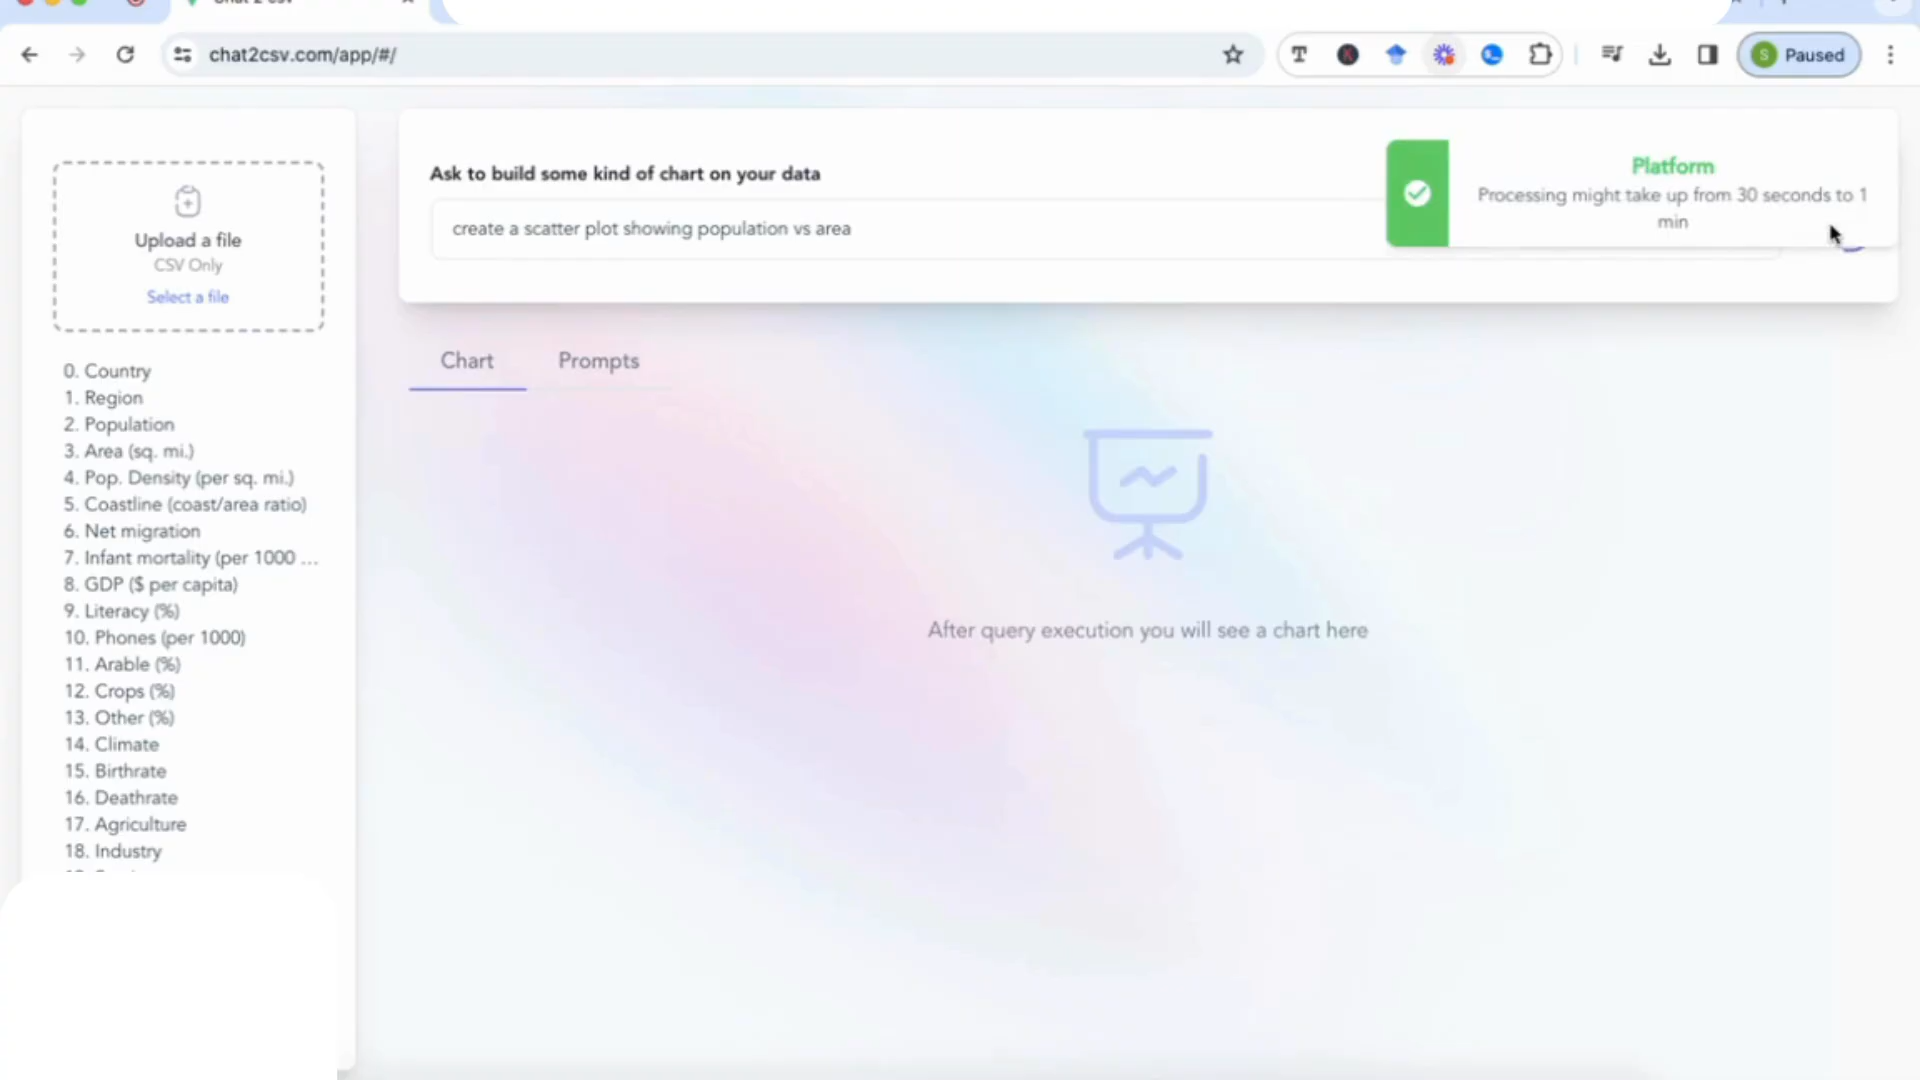 chat2csv.com/app/#/
T
S Paused
Upload a file
CSV Only
Select a file
0. Country
1. Region
2. Population
3. Area (sq. mi.)
4. Pop. Density (per sq. mi.)
5. Coastline (coast/area ratio)
6. Net migration
7. Infant mortality (per 1000 ...
8. GDP ($ per capita)
9. Literacy (%)
10. Phones (per 1000)
11. Arable (%)
12. Crops (%)
13. Other (%)
14. Climate
15. Birthrate
16. Deathrate
17. Agriculture
18. Industry
Ask to build some kind of chart on your data
create a scatter plot showing population vs area
Platform
Processing might take up from 30 seconds to 1
min
Chart Prompts
After query execution you will see a chart here